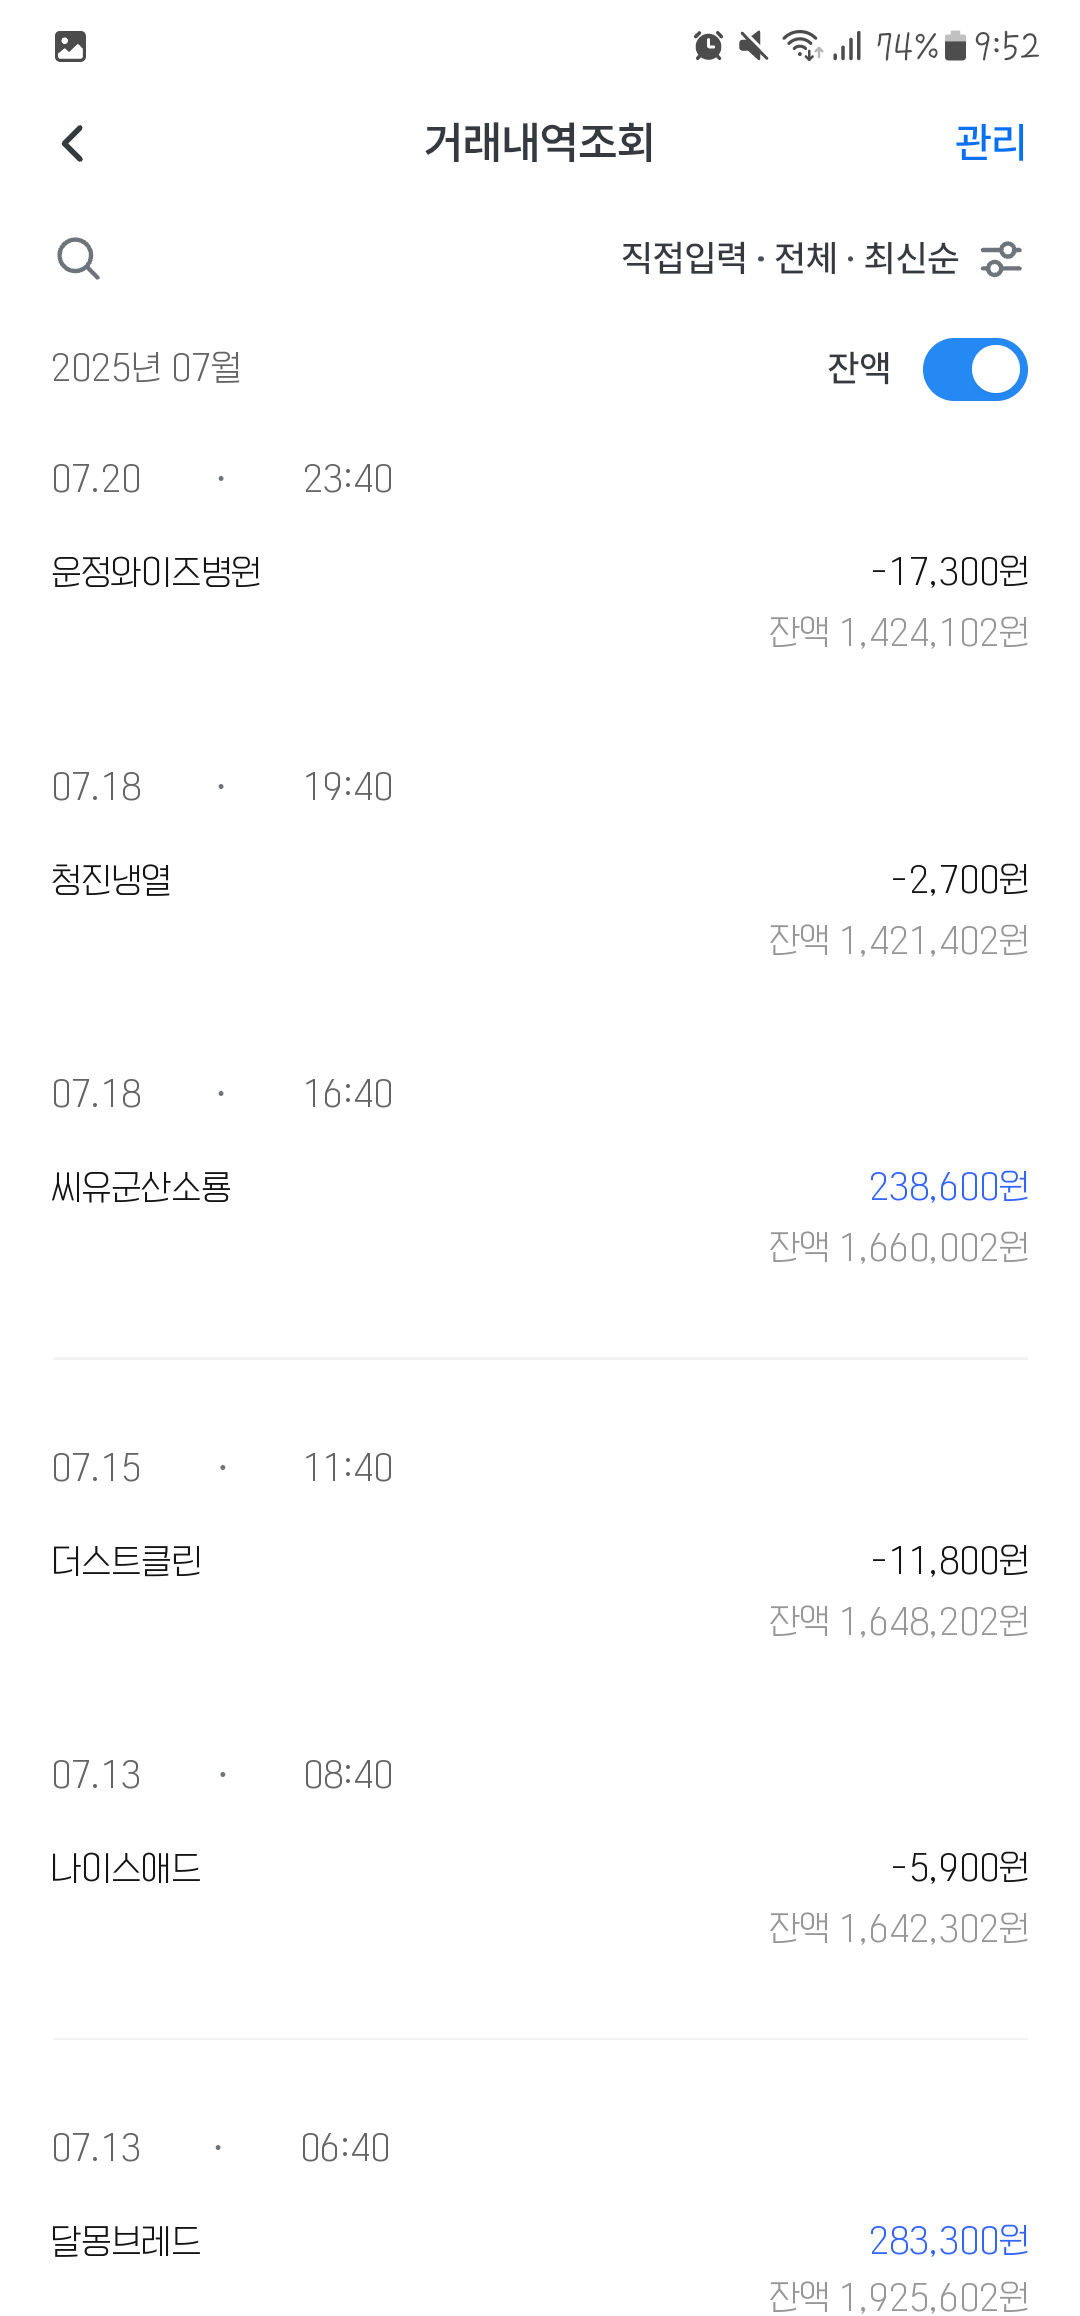 74% 9:52
거래내역조회 관리
직접입력 · 전체 · 최신순
2025년 07월 잔액
07.20 · 23:40
운정와이즈병원 -17,300원
잔액 1,424,102원
07.18 · 19:40
청진냉열 -2,700원
잔액 1,421,402원
07.18 · 16:40
씨유군산소룡 238,600원
잔액 1,660,002원
07.15 · 11:40
더스트클린 -11,800원
잔액 1,648,202원
07.13 · 08:40
나이스애드 -5,900원
잔액 1,642,302원
07.13 · 06:40
달몽브레드 283,300원
잔액 1,925,602원